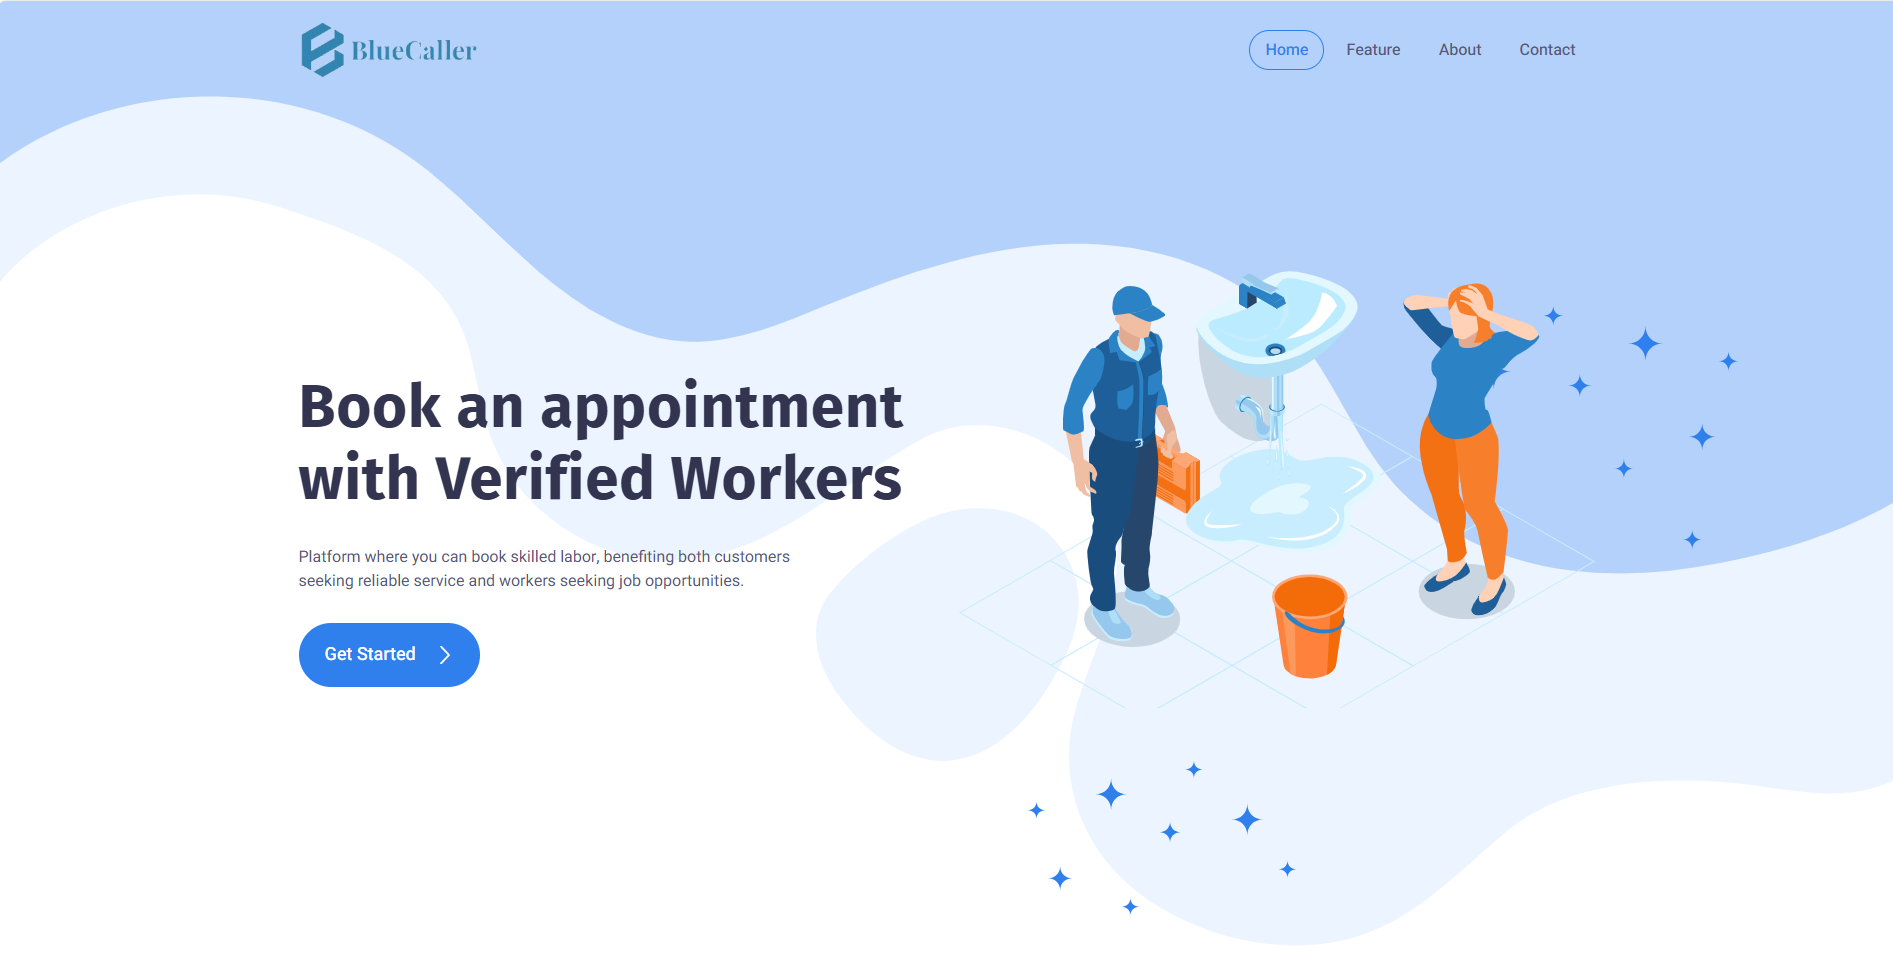 BlueCaller
Home Feature About Contact
Book an appointment
with Verified Workers
Platform where you can book skilled labor, benefiting both customers
seeking reliable service and workers seeking job opportunities.
Get Started